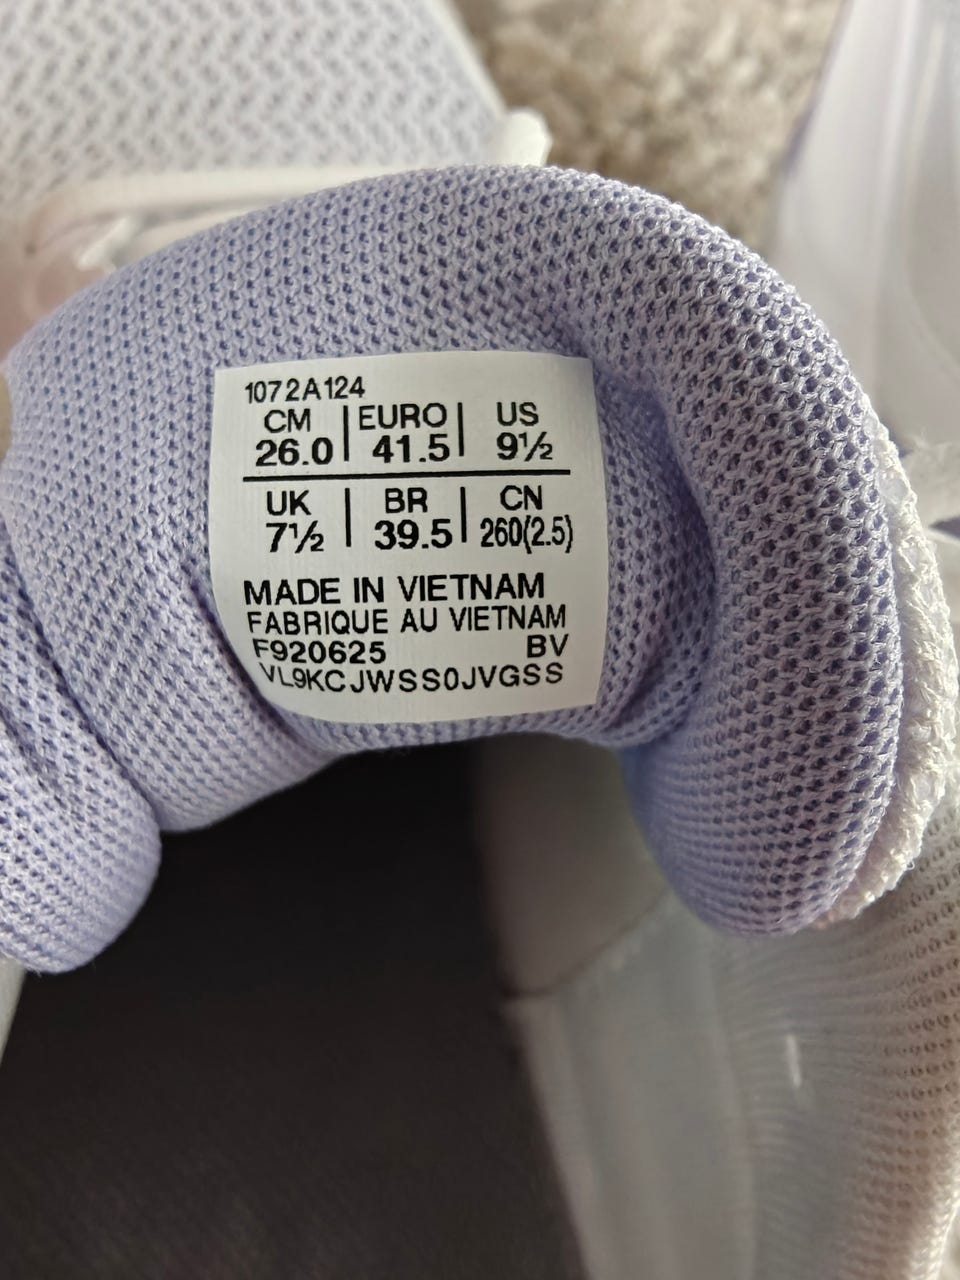 1072A124
CM | EURO | US
26.0 | 41.5 | 9½
UK | BR | CN
7½ | 39.5 | 260(2.5)
MADE IN VIETNAM
FABRIQUE AU VIETNAM
F920625 BV
VL9KCJWSS0JVGSS